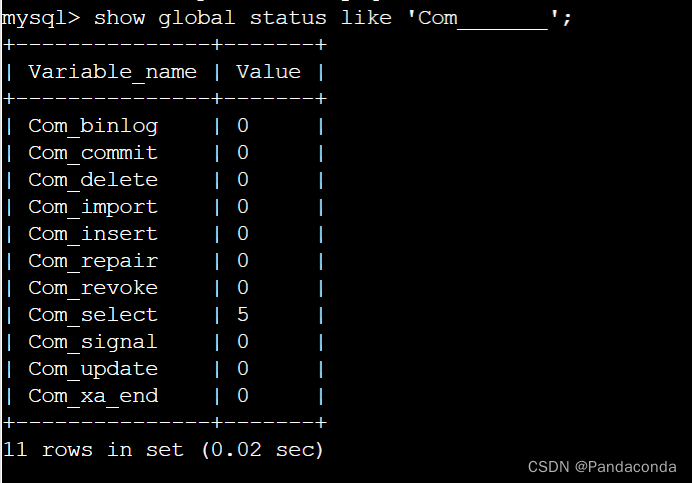 mysql> show global status like 'Com_______';
+---------------+-------+
| Variable_name | Value |
+---------------+-------+
| Com_binlog    | 0     |
| Com_commit    | 0     |
| Com_delete    | 0     |
| Com_import    | 0     |
| Com_insert    | 0     |
| Com_repair    | 0     |
| Com_revoke    | 0     |
| Com_select    | 5     |
| Com_signal    | 0     |
| Com_update    | 0     |
| Com_xa_end    | 0     |
+---------------+-------+
11 rows in set (0.02 sec)
CSDN @Pandaconda